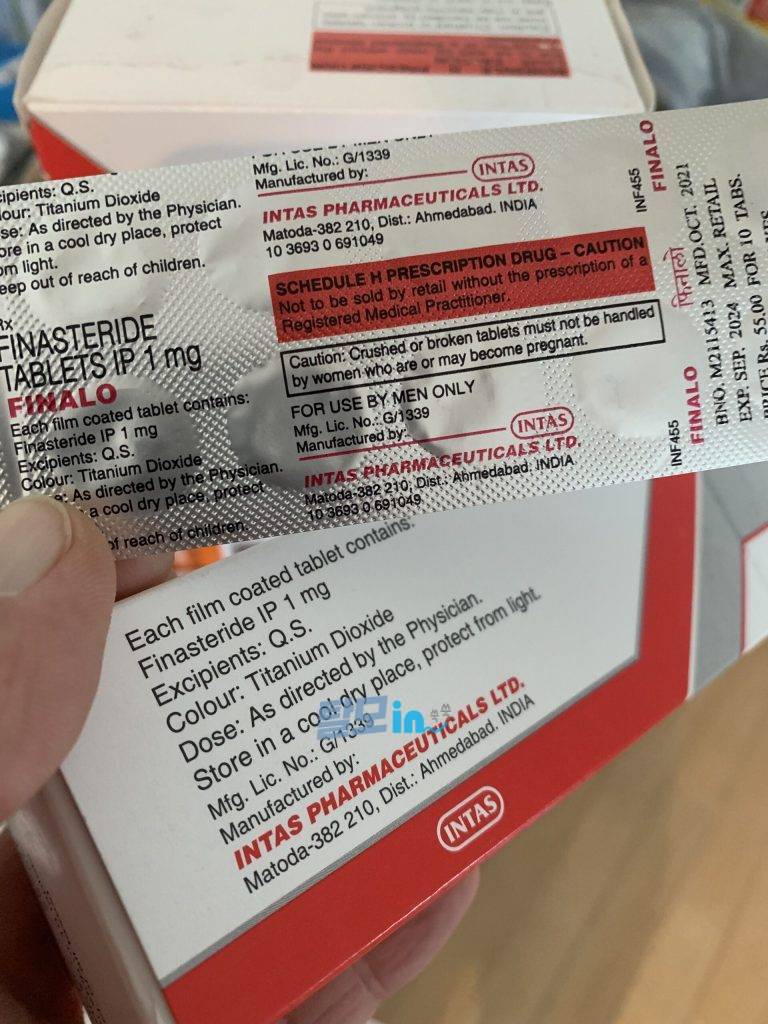 Mfg. Lic. No.: G/1339
Manufactured by:
INTAS
INTAS PHARMACEUTICALS LTD.
Matoda-382 210, Dist.: Ahmedabad. INDIA
10 3693 0 691049
cipients: Q.S.
lour: Titanium Dioxide
se: As directed by the Physician.
ore in a cool dry place, protect
om light.
eep out of reach of children.
SCHEDULE H PRESCRIPTION DRUG – CAUTION
Not to be sold by retail without the prescription of a
Registered Medical Practitioner.
Caution: Crushed or broken tablets must not be handled
by women who are or may become pregnant.
FOR USE BY MEN ONLY
Mfg. Lic. No.: G/1339
Manufactured by:
INTAS
INTAS PHARMACEUTICALS LTD.
Matoda-382 210, Dist.: Ahmedabad. INDIA
10 3693 0 691049
Rx
FINASTERIDE
TABLETS IP 1 mg
FINALO
Each film coated tablet contains:
Finasteride IP 1 mg
Excipients: Q.S.
Colour: Titanium Dioxide
As directed by the Physician.
a cool dry place, protect
of reach of children.
INF455
FINALO
फिनालो
INF455
FINALO
BNO. M2115413 MFD.OCT. 2021
EXP. SEP. 2024 MAX. RETAIL
PRICE Rs. 55.00 FOR 10 TABS.
Each film coated tablet contains:
Finasteride IP 1 mg
Excipients: Q.S.
Colour: Titanium Dioxide
Dose: As directed by the Physician.
Store in a cool dry place, protect from light.
Mfg. Lic. No.: G/1339
Manufactured by:
INTAS PHARMACEUTICALS LTD.
Matoda-382 210, Dist.: Ahmedabad. INDIA
INTAS
탈모in